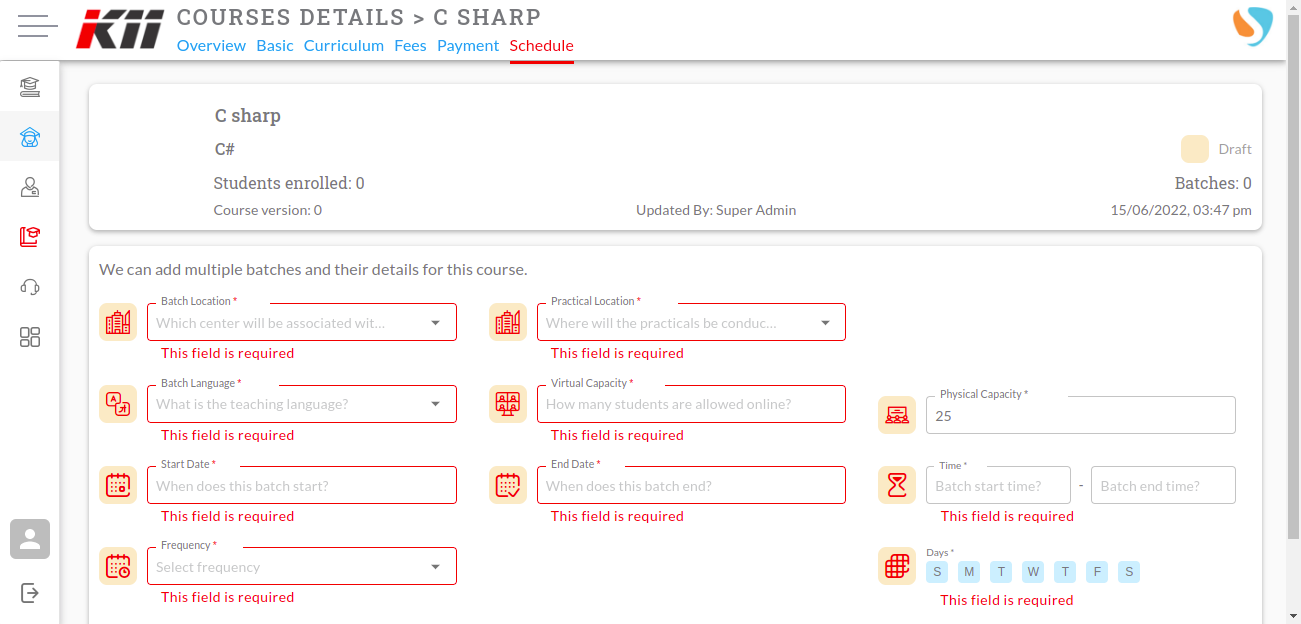 KII
COURSES DETAILS > C SHARP
Overview Basic Curriculum Fees Payment Schedule
C sharp
C#
Draft
Students enrolled: 0
Batches: 0
Course version: 0
Updated By: Super Admin
15/06/2022, 03:47 pm
We can add multiple batches and their details for this course.
Batch Location *
Which center will be associated wit...
This field is required
Practical Location *
Where will the practicals be conduc...
This field is required
Batch Language *
What is the teaching language?
This field is required
Virtual Capacity *
How many students are allowed online?
This field is required
Physical Capacity *
25
Start Date *
When does this batch start?
This field is required
End Date *
When does this batch end?
This field is required
Time *
Batch start time? - Batch end time?
This field is required
Frequency *
Select frequency
This field is required
Days *
S M T W T F S
This field is required